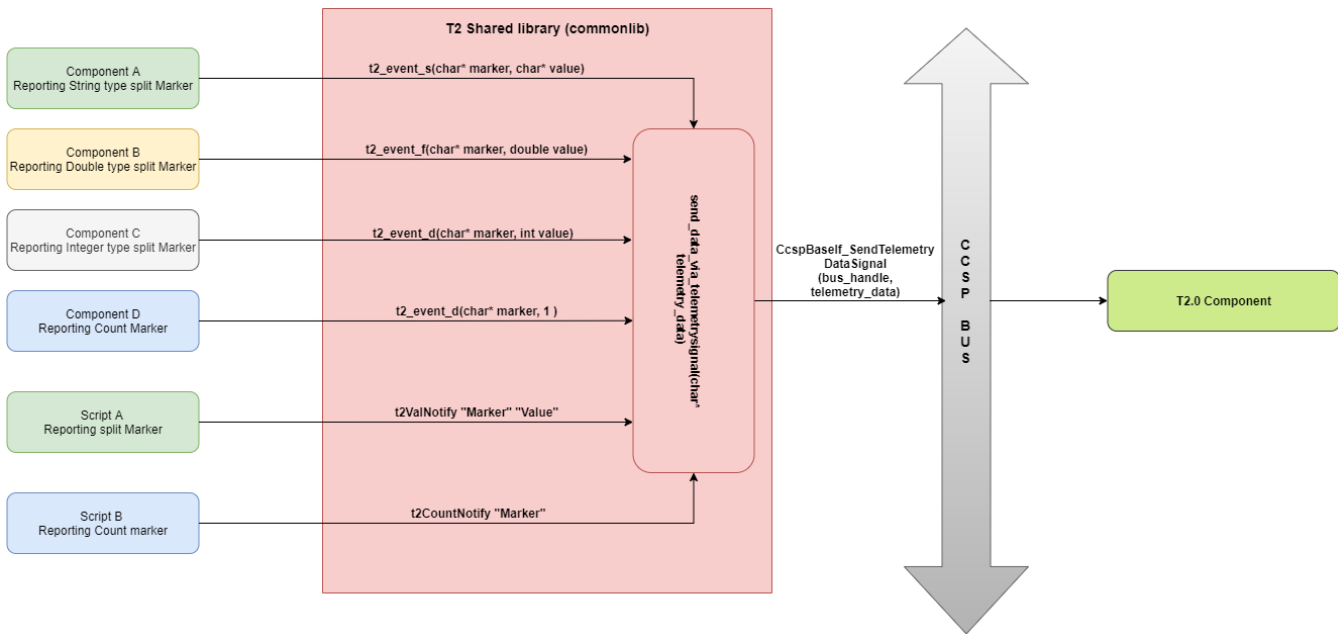 T2 Shared library (commonlib)
Component A
Reporting String type split Marker
t2_event_s(char* marker, char* value)
Component B
Reporting Double type split Marker
t2_event_f(char* marker, double value)
Component C
Reporting Integer type split Marker
t2_event_d(char* marker, int value)
Component D
Reporting Count Marker
t2_event_d(char* marker, 1 )
Script A
Reporting split Marker
t2ValNotify "Marker" "Value"
Script B
Reporting Count marker
t2CountNotify "Marker"
send_data_via_telemetrysignal(char*
telemetry_data)
CcspBaseIf_SendTelemetry
DataSignal
(bus_handle,
telemetry_data)
C
C
S
P
B
U
S
T2.0 Component